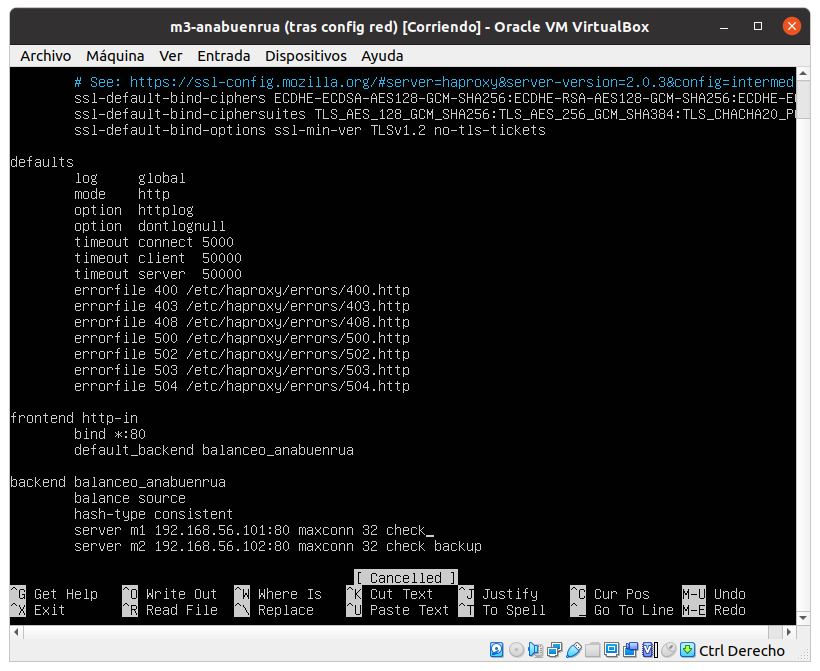 m3-anabuenrua (tras config red) [Corriendo] - Oracle VM VirtualBox
Archivo Máquina Ver Entrada Dispositivos Ayuda
# See: https://ssl-config.mozilla.org/#server=haproxy&server-version=2.0.3&config=intermed
ssl-default-bind-ciphers ECDHE-ECDSA-AES128-GCM-SHA256:ECDHE-RSA-AES128-GCM-SHA256:ECDHE-E
ssl-default-bind-ciphersuites TLS_AES_128_GCM_SHA256:TLS_AES_256_GCM_SHA384:TLS_CHACHA20_P
ssl-default-bind-options ssl-min-ver TLSv1.2 no-tls-tickets
defaults
log global
mode http
option httplog
option dontlognull
timeout connect 5000
timeout client 50000
timeout server 50000
errorfile 400 /etc/haproxy/errors/400.http
errorfile 403 /etc/haproxy/errors/403.http
errorfile 408 /etc/haproxy/errors/408.http
errorfile 500 /etc/haproxy/errors/500.http
errorfile 502 /etc/haproxy/errors/502.http
errorfile 503 /etc/haproxy/errors/503.http
errorfile 504 /etc/haproxy/errors/504.http
frontend http-in
bind *:80
default_backend balanceo_anabuenrua
backend balanceo_anabuenrua
balance source
hash-type consistent
server m1 192.168.56.101:80 maxconn 32 check_
server m2 192.168.56.102:80 maxconn 32 check backup
[ Cancelled ]
^G Get Help ^O Write Out ^W Where Is ^K Cut Text ^J Justify ^C Cur Pos M-U Undo
^X Exit ^R Read File ^\ Replace ^U Paste Text ^T To Spell ^_ Go To Line M-E Redo
Ctrl Derecho